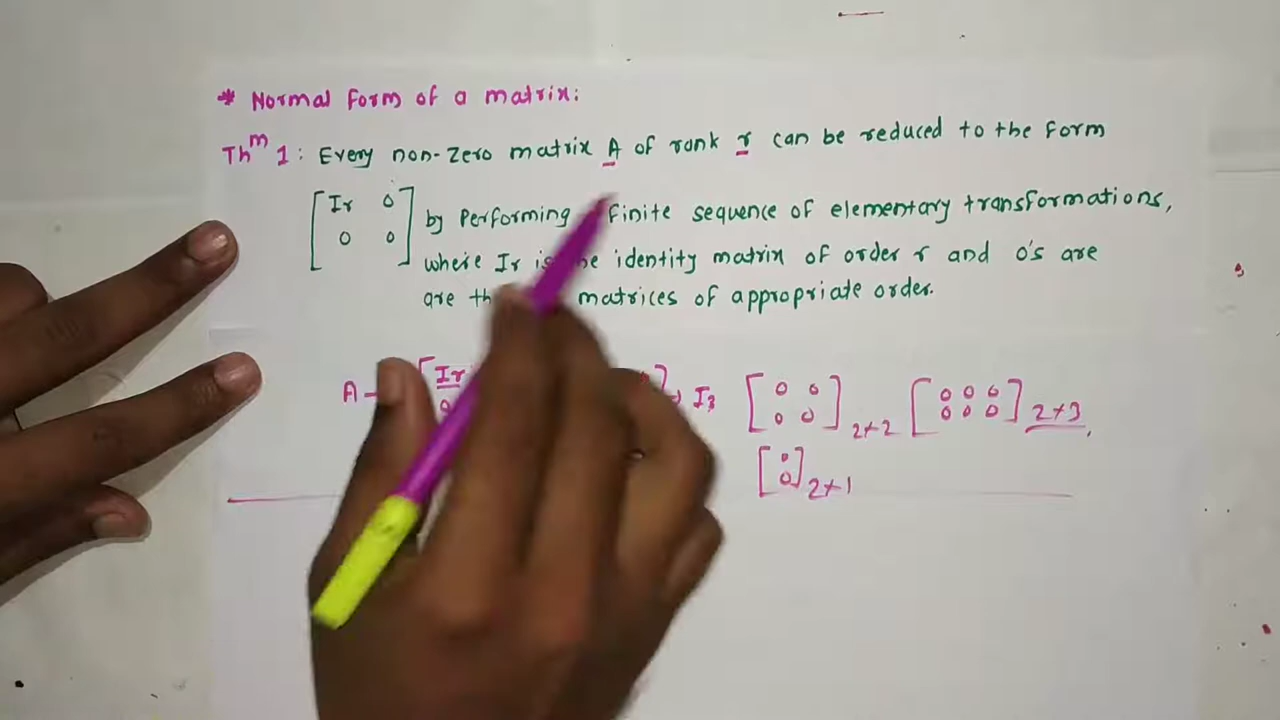 * Normal Form of a matrix:
Thm 1: Every non-zero matrix A of rank r can be reduced to the form
[Ir 0
0 0] by Performing finite sequence of elementary transformations,
where Ir is identity matrix of order r and 0's are
are matrices of appropriate order.
A → [Ir I3 [0 0
0 0]2×2 [0 0 0
0 0 0]2×3,
[0
0]2×1